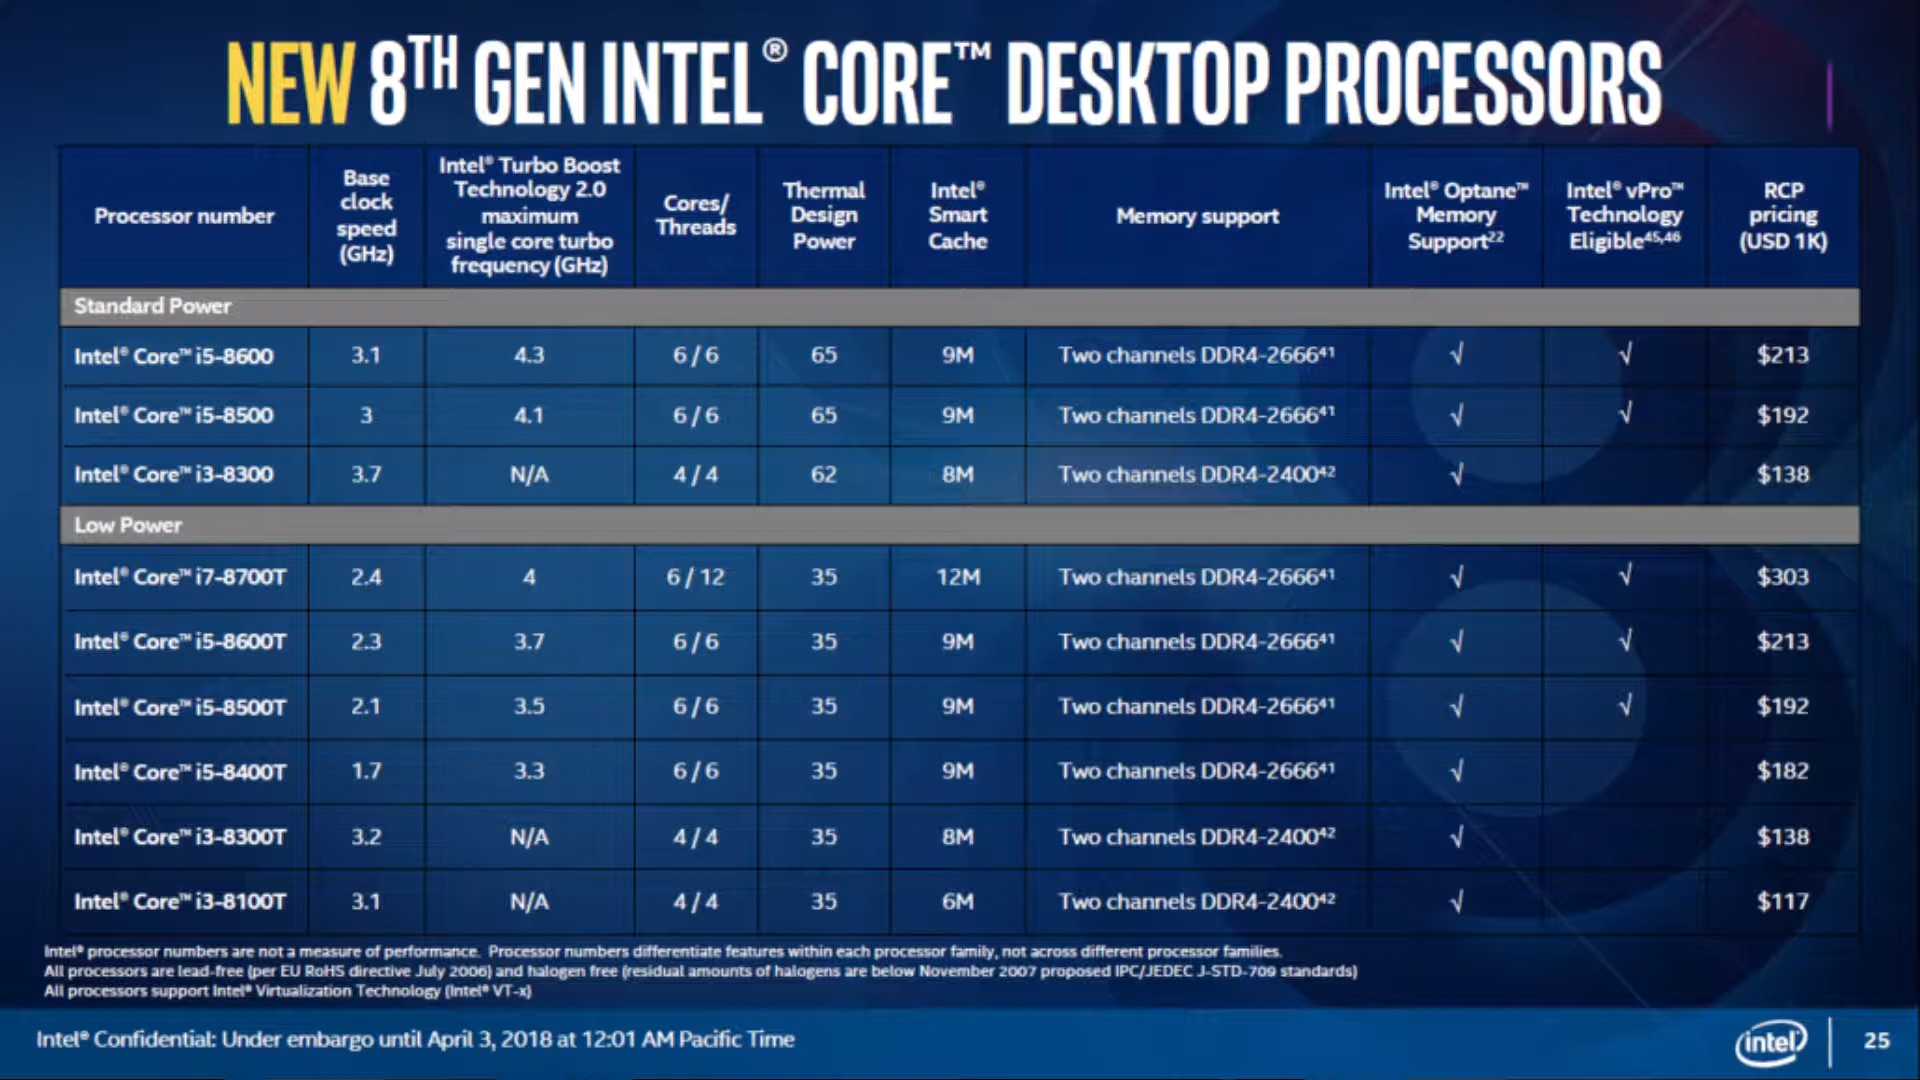 NEW 8TH GEN INTEL® CORE™ DESKTOP PROCESSORS
Processor number | Base clock speed (GHz) | Intel® Turbo Boost Technology 2.0 maximum single core turbo frequency (GHz) | Cores/ Threads | Thermal Design Power | Intel® Smart Cache | Memory support | Intel® Optane™ Memory Support22 | Intel® vPro™ Technology Eligible45,46 | RCP pricing (USD 1K)
Standard Power
Intel® Core™ i5-8600 | 3.1 | 4.3 | 6/6 | 65 | 9M | Two channels DDR4-266641 | √ | √ | $213
Intel® Core™ i5-8500 | 3 | 4.1 | 6/6 | 65 | 9M | Two channels DDR4-266641 | √ | √ | $192
Intel® Core™ i3-8300 | 3.7 | N/A | 4/4 | 62 | 8M | Two channels DDR4-240042 | √ | $138
Low Power
Intel® Core™ i7-8700T | 2.4 | 4 | 6/12 | 35 | 12M | Two channels DDR4-266641 | √ | √ | $303
Intel® Core™ i5-8600T | 2.3 | 3.7 | 6/6 | 35 | 9M | Two channels DDR4-266641 | √ | √ | $213
Intel® Core™ i5-8500T | 2.1 | 3.5 | 6/6 | 35 | 9M | Two channels DDR4-266641 | √ | √ | $192
Intel® Core™ i5-8400T | 1.7 | 3.3 | 6/6 | 35 | 9M | Two channels DDR4-266641 | √ | $182
Intel® Core™ i3-8300T | 3.2 | N/A | 4/4 | 35 | 8M | Two channels DDR4-240042 | √ | $138
Intel® Core™ i3-8100T | 3.1 | N/A | 4/4 | 35 | 6M | Two channels DDR4-240042 | √ | $117
Intel® processor numbers are not a measure of performance. Processor numbers differentiate features within each processor family, not across different processor families.
All processors are lead-free (per EU RoHS directive July 2006) and halogen free (residual amounts of halogens are below November 2007 proposed IPC/JEDEC J-STD-709 standards)
All processors support Intel® Virtualization Technology (Intel® VT-x)
Intel® Confidential: Under embargo until April 3, 2018 at 12:01 AM Pacific Time
intel
25